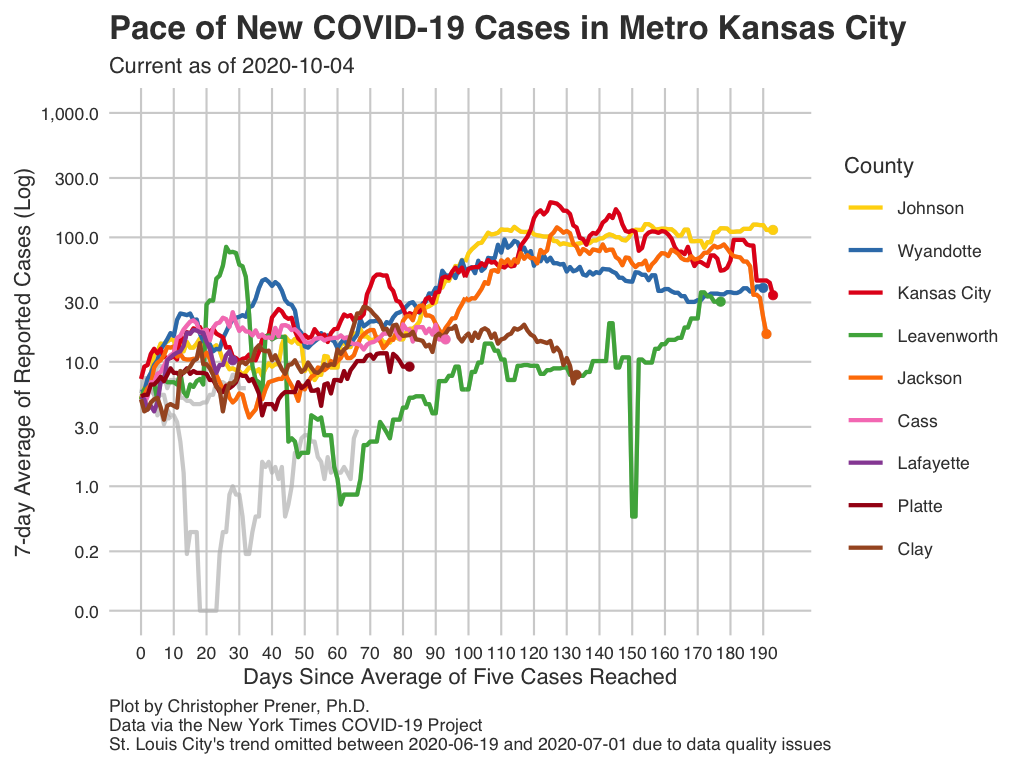 Pace of New COVID-19 Cases in Metro Kansas City
Current as of 2020-10-04
7-day Average of Reported Cases (Log)
1,000.0
300.0
100.0
30.0
10.0
3.0
1.0
0.2
0.0
0 10 20 30 40 50 60 70 80 90 100 110 120 130 140 150 160 170 180 190
Days Since Average of Five Cases Reached
County
Johnson
Wyandotte
Kansas City
Leavenworth
Jackson
Cass
Lafayette
Platte
Clay
Plot by Christopher Prener, Ph.D.
Data via the New York Times COVID-19 Project
St. Louis City's trend omitted between 2020-06-19 and 2020-07-01 due to data quality issues